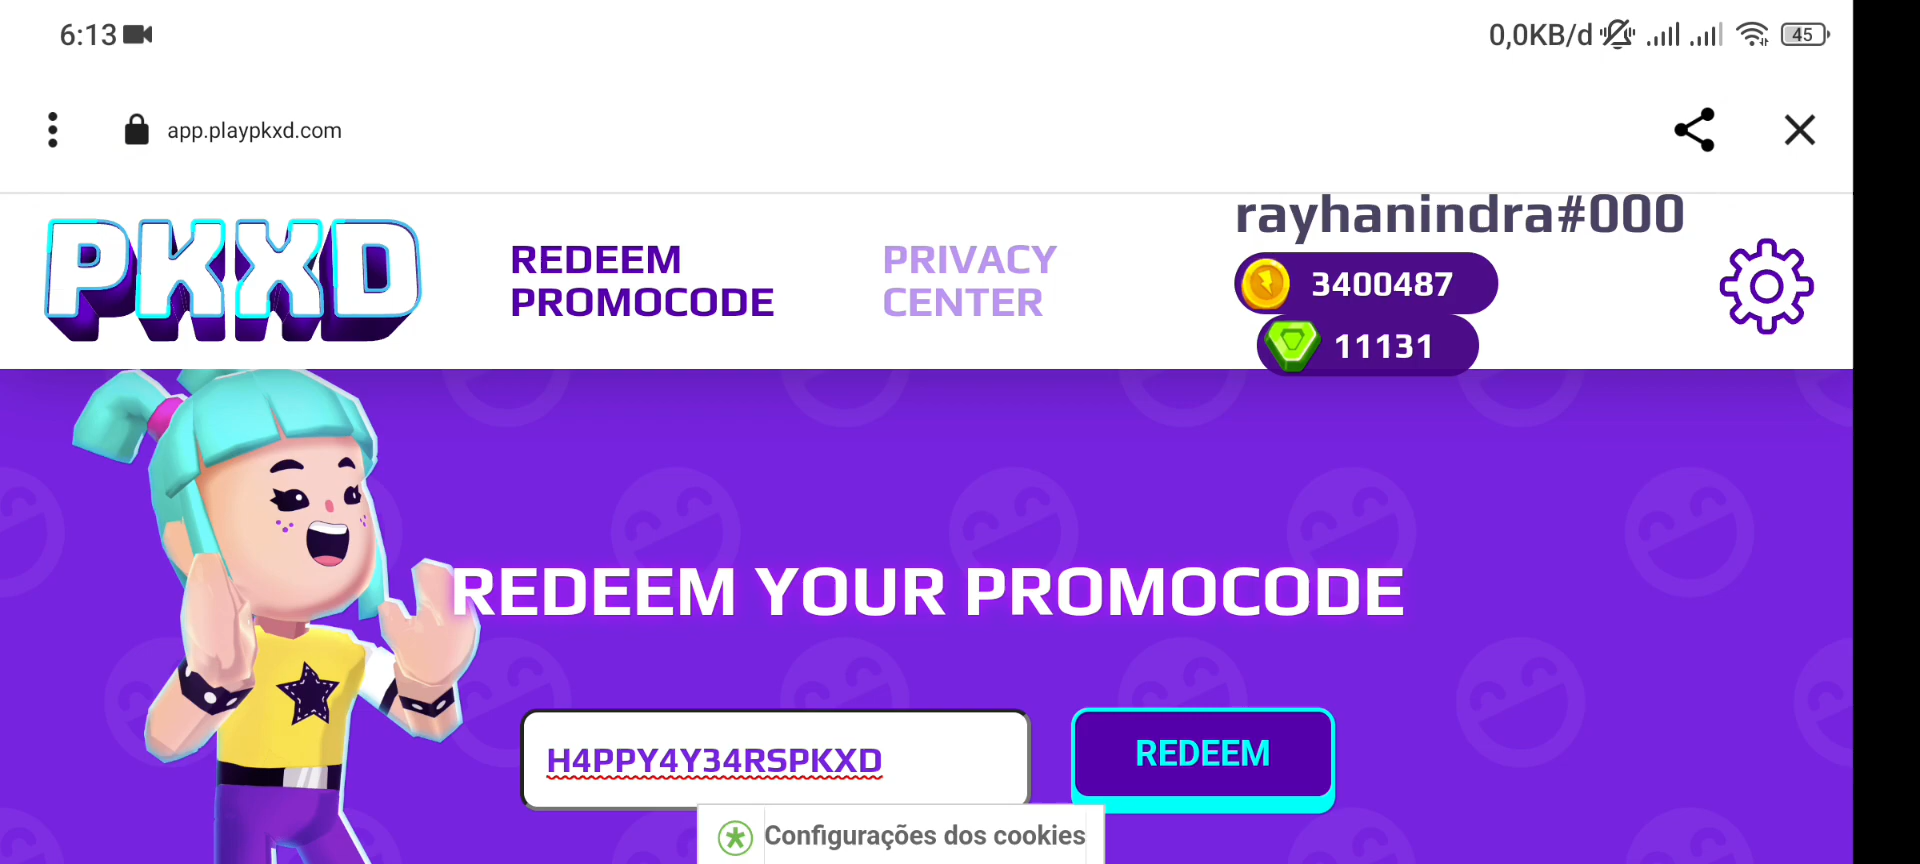 6:13
0,0KB/d
45
app.playpkxd.com
PKXD
REDEEM
PROMOCODE
PRIVACY
CENTER
rayhanindra#000
3400487
11131
REDEEM YOUR PROMOCODE
H4PPY4Y34RSPKXD
REDEEM
Configurações dos cookies